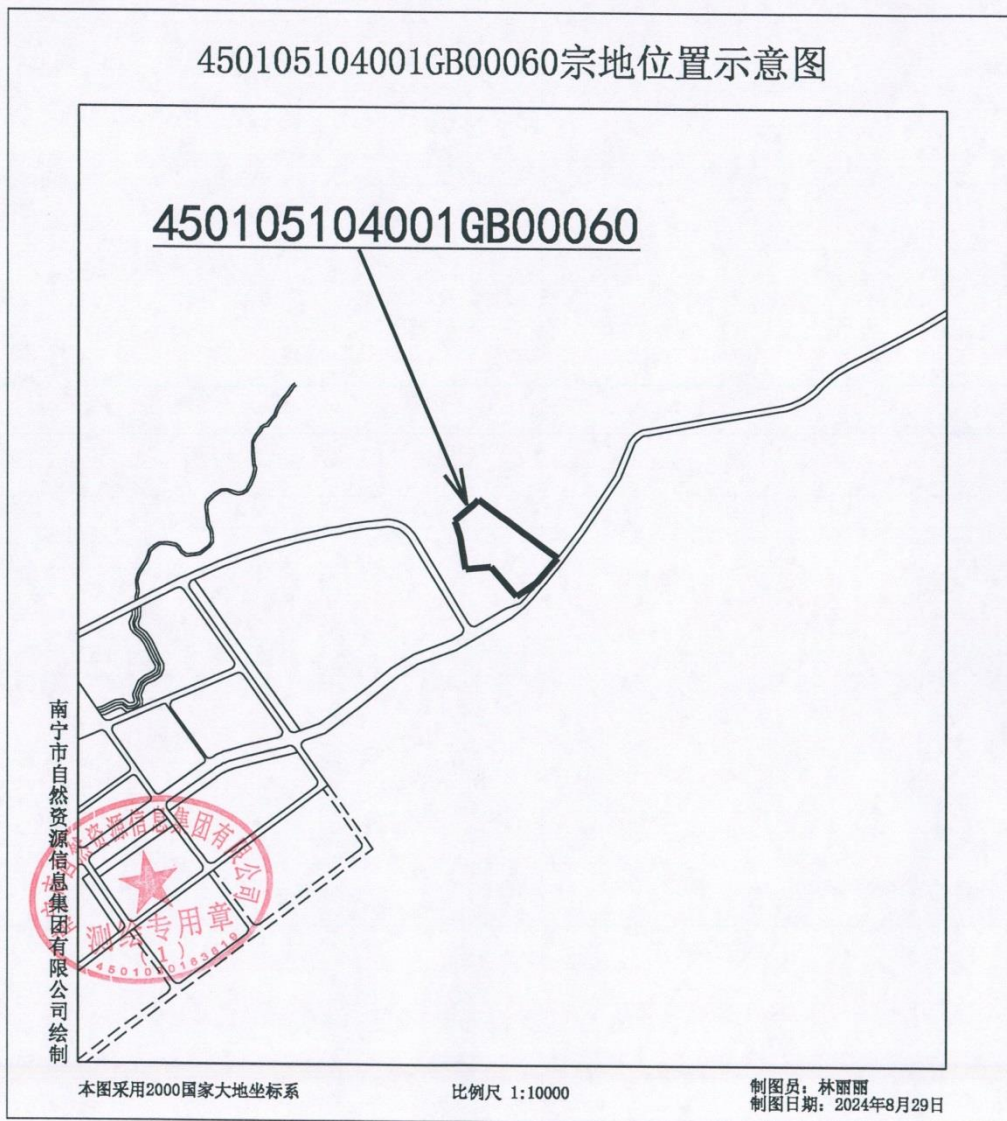 450105104001GB00060宗地位置示意图
450105104001GB00060
南宁市自然资源信息集团有限公司绘制
测绘专用章
(1)
本图采用2000国家大地坐标系
比例尺 1:10000
制图员：林丽丽
制图日期：2024年8月29日